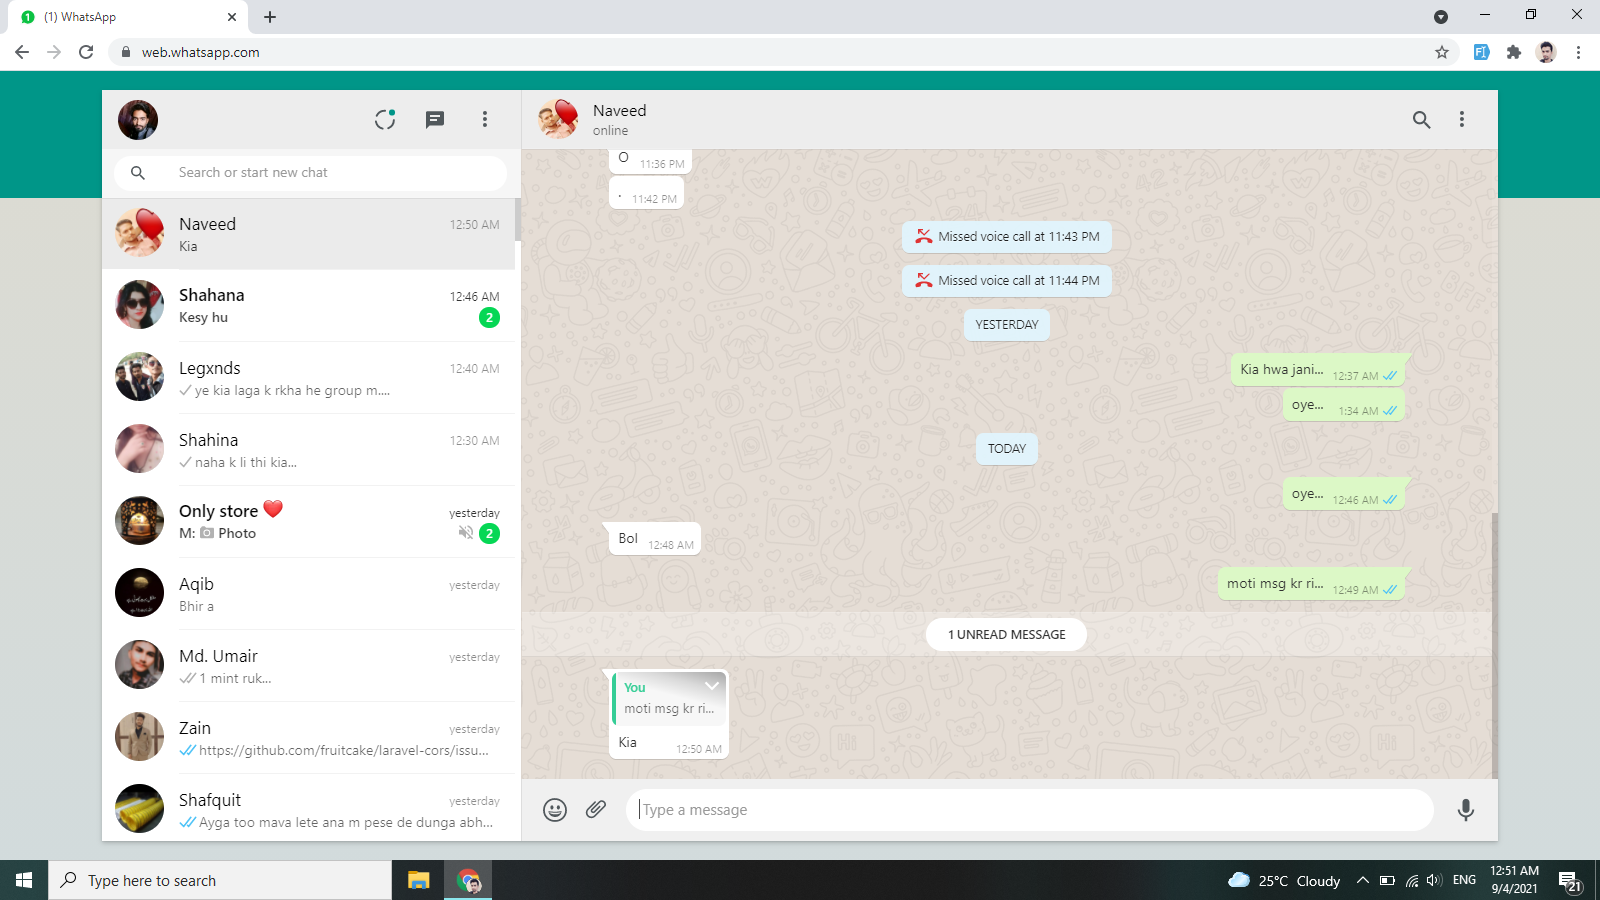 (1) WhatsApp
web.whatsapp.com
Search or start new chat
Naveed
12:50 AM
Kia
Shahana
12:46 AM
Kesy hu
2
Legxnds
12:40 AM
ye kia laga k rkha he group m....
Shahina
12:30 AM
naha k li thi kia...
Only store ❤️
yesterday
M: Photo
2
Aqib
yesterday
Bhir a
Md. Umair
yesterday
1 mint ruk...
Zain
yesterday
https://github.com/fruitcake/laravel-cors/issu...
Shafquit
yesterday
Ayga too mava lete ana m pese de dunga abh...
Naveed
online
O 11:36 PM
. 11:42 PM
Missed voice call at 11:43 PM
Missed voice call at 11:44 PM
YESTERDAY
Kia hwa jani... 12:37 AM
oye... 1:34 AM
TODAY
oye... 12:46 AM
Bol 12:48 AM
moti msg kr ri... 12:49 AM
1 UNREAD MESSAGE
You
moti msg kr ri...
Kia 12:50 AM
Type a message
Type here to search
25°C Cloudy
ENG
12:51 AM
9/4/2021
21